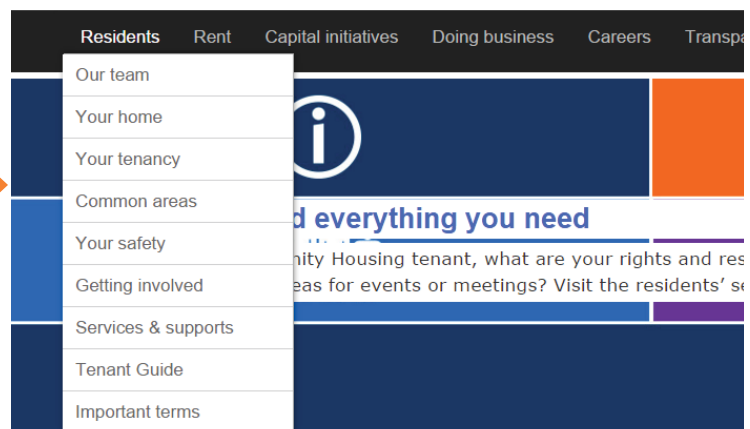 Residents Rent Capital initiatives Doing business Careers Transpa
Our team
Your home
Your tenancy
Common areas
Your safety
Getting involved
Services & supports
Tenant Guide
Important terms
i
d everything you need
nity Housing tenant, what are your rights and res
eas for events or meetings? Visit the residents' se